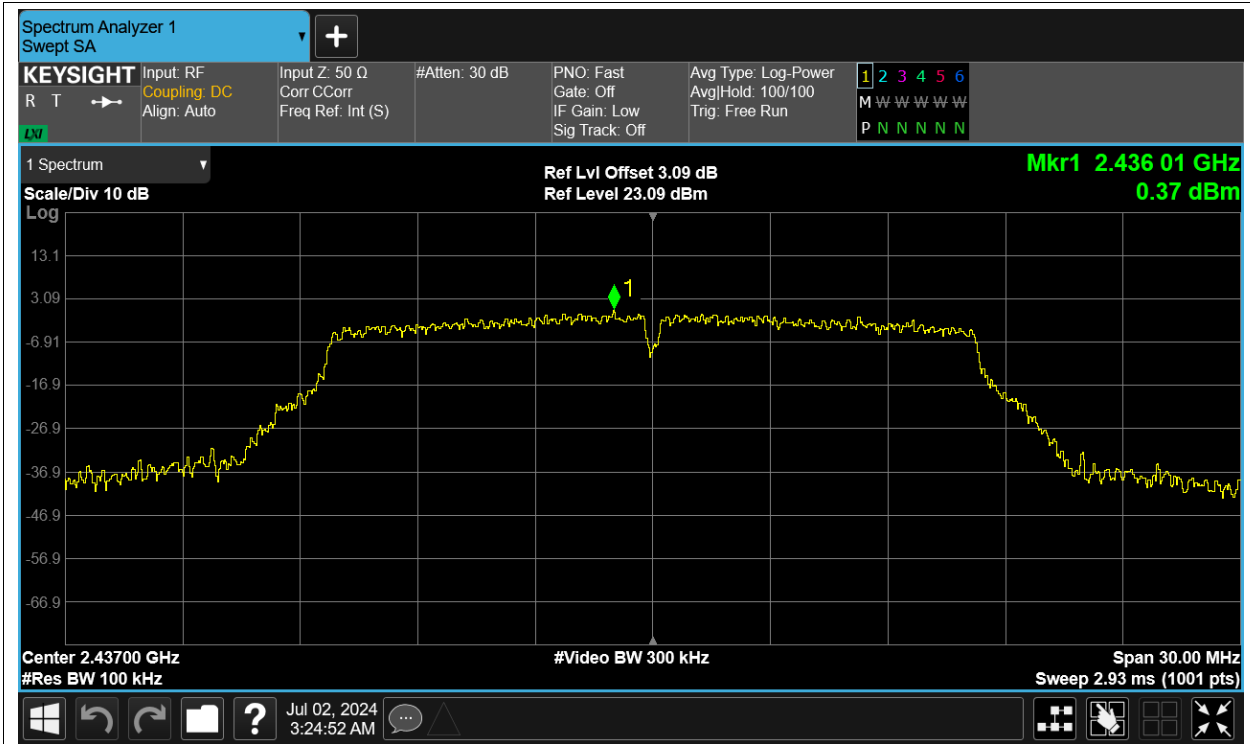 Spectrum Analyzer 1
Swept SA
KEYSIGHT
R T
LXI
Input: RF
Coupling: DC
Align: Auto
Input Z: 50 Ω
Corr CCorr
Freq Ref: Int (S)
#Atten: 30 dB
PNO: Fast
Gate: Off
IF Gain: Low
Sig Track: Off
Avg Type: Log-Power
Avg|Hold: 100/100
Trig: Free Run
1 2 3 4 5 6
M W W W W W
P N N N N N
1 Spectrum
Scale/Div 10 dB
Log
Ref Lvl Offset 3.09 dB
Ref Level 23.09 dBm
Mkr1 2.436 01 GHz
0.37 dBm
1
13.1
3.09
-6.91
-16.9
-26.9
-36.9
-46.9
-56.9
-66.9
Center 2.43700 GHz
#Res BW 100 kHz
#Video BW 300 kHz
Span 30.00 MHz
Sweep 2.93 ms (1001 pts)
?
Jul 02, 2024
3:24:52 AM